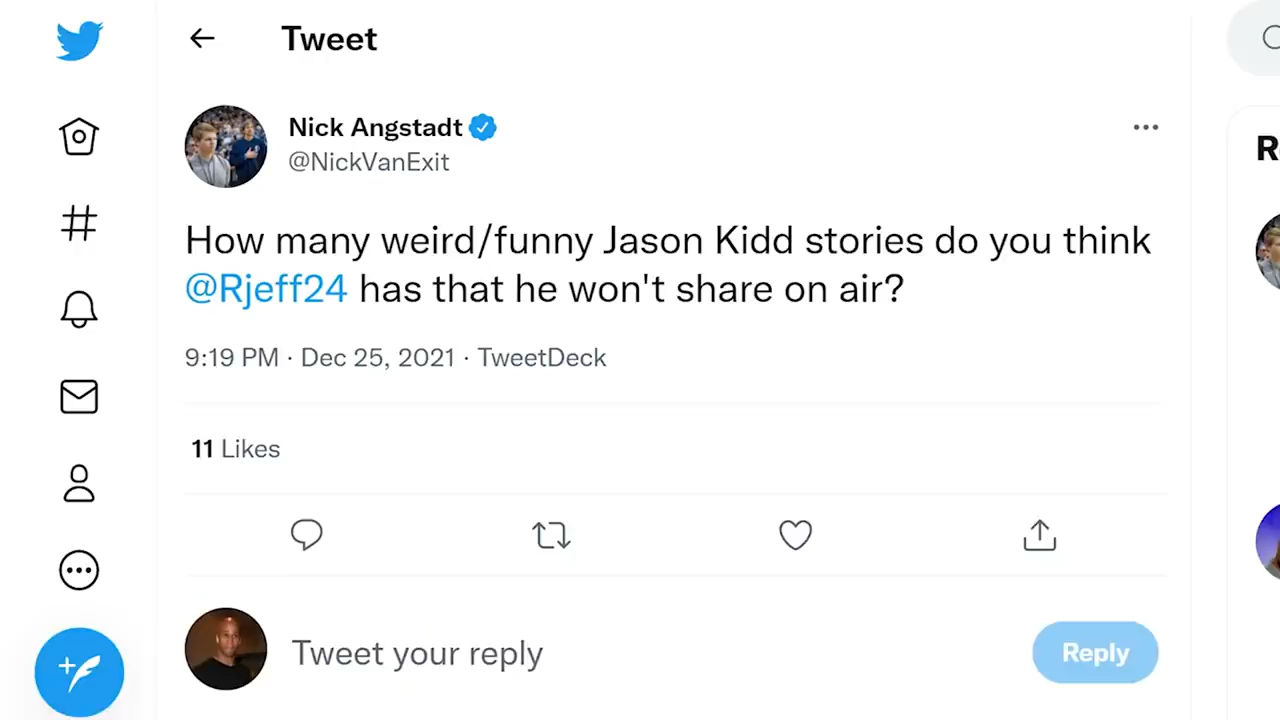 Tweet
Nick Angstadt
@NickVanExit
How many weird/funny Jason Kidd stories do you think
@Rjeff24 has that he won't share on air?
9:19 PM · Dec 25, 2021 · TweetDeck
11 Likes
Tweet your reply
Reply